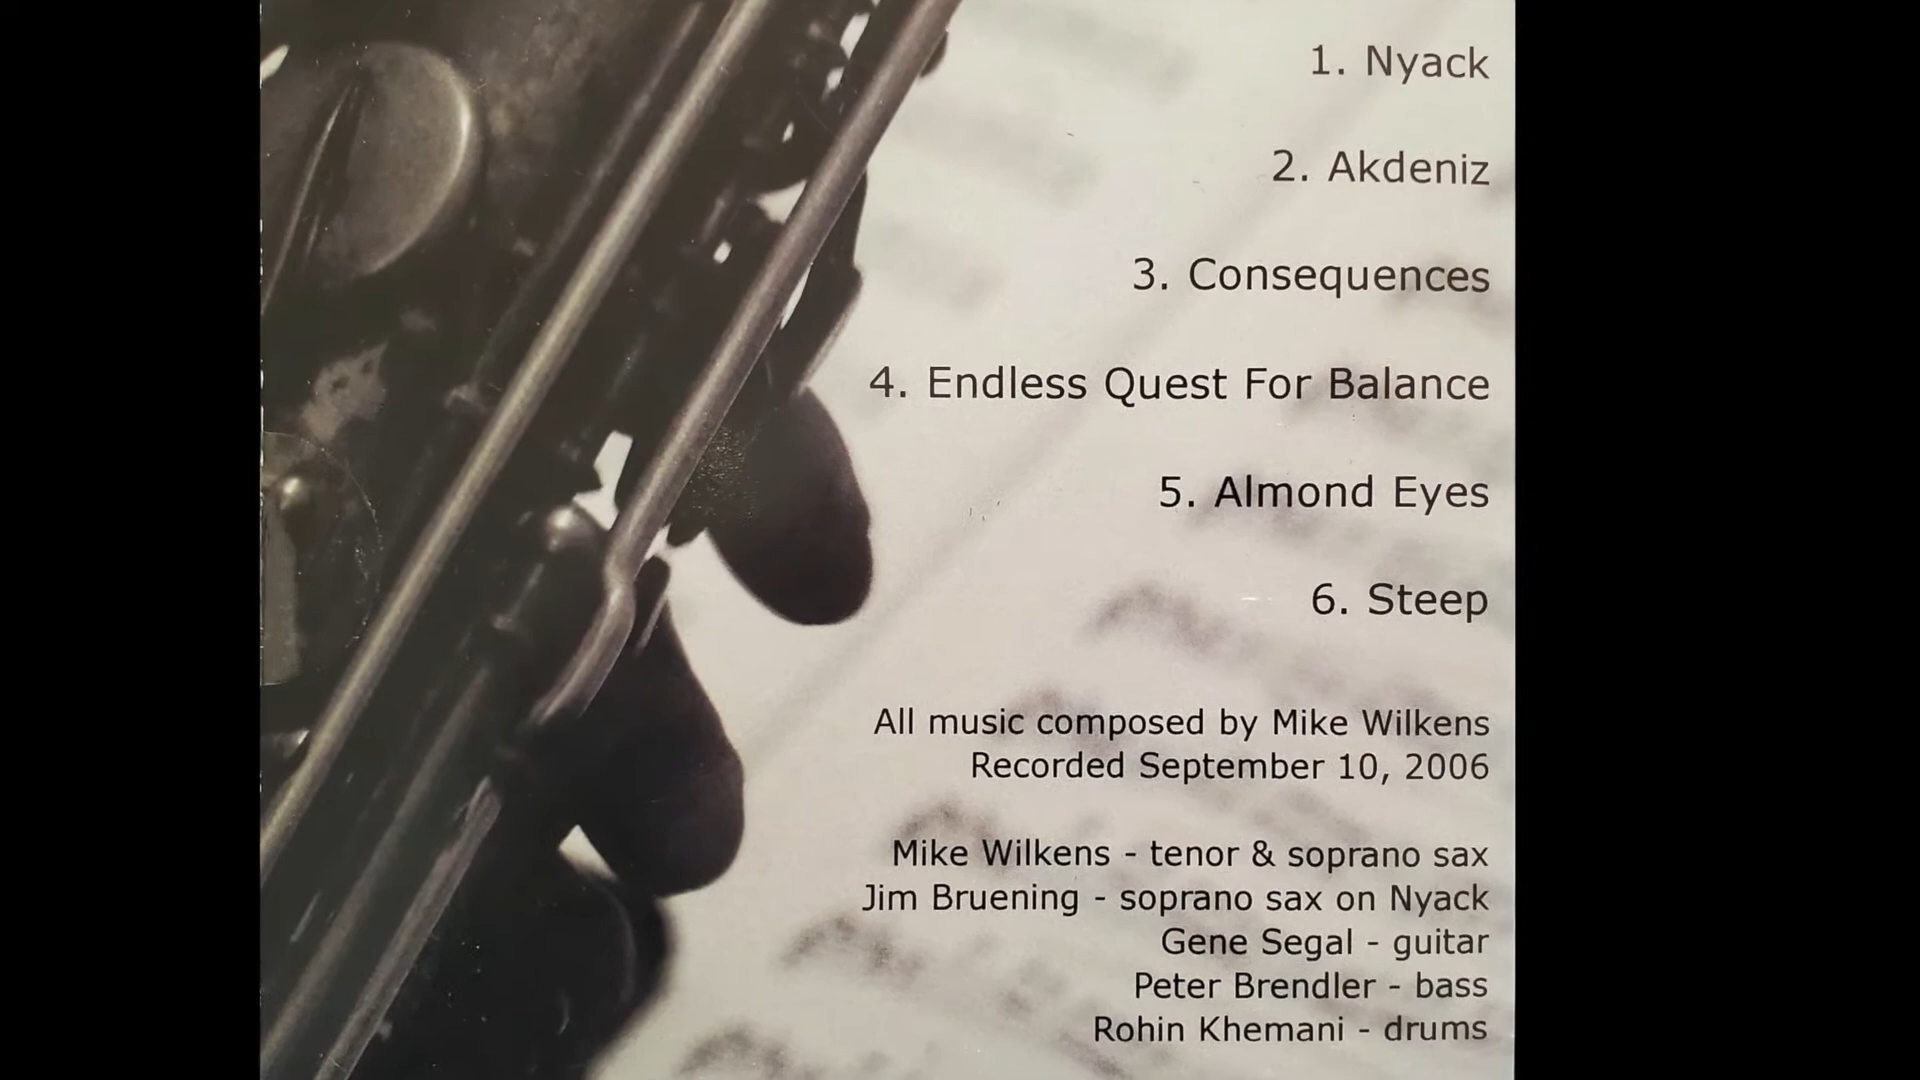 1. Nyack
2. Akdeniz
3. Consequences
4. Endless Quest For Balance
5. Almond Eyes
6. Steep
All music composed by Mike Wilkens
Recorded September 10, 2006
Mike Wilkens - tenor & soprano sax
Jim Bruening - soprano sax on Nyack
Gene Segal - guitar
Peter Brendler - bass
Rohin Khemani - drums